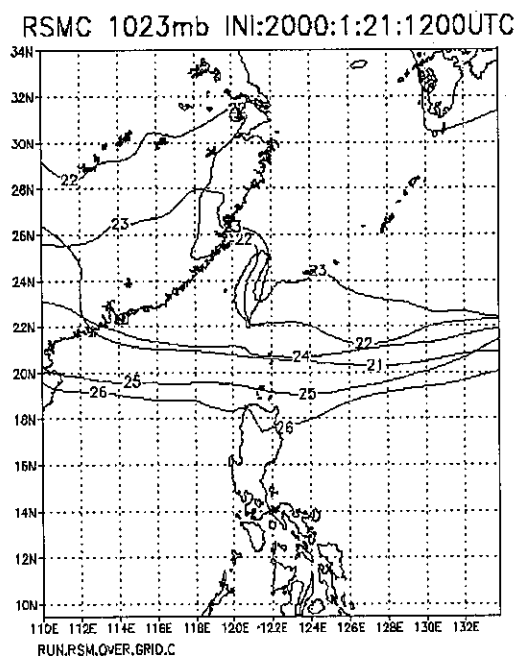 RSMC 1023mb INI:2000:1:21:1200UTC
34N
32M
30N
28N
26N
24N
22N
20N
18N
16N
14N
12N
10N
22
23
23
22
23
22
24
21
25
25
26
26
110E 112E 114E 116E 118E 120E 122E 124E 126E 128E 130E 132E
RUN.RSM.OVER.GRID.C